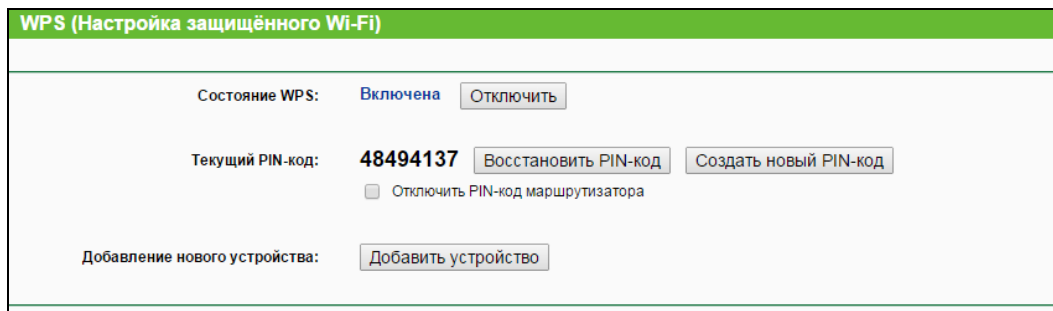 WPS (Настройка защищённого Wi-Fi)
Состояние WPS: Включена Отключить
Текущий PIN-код: 48494137 Восстановить PIN-код Создать новый PIN-код
Отключить PIN-код маршрутизатора
Добавление нового устройства: Добавить устройство